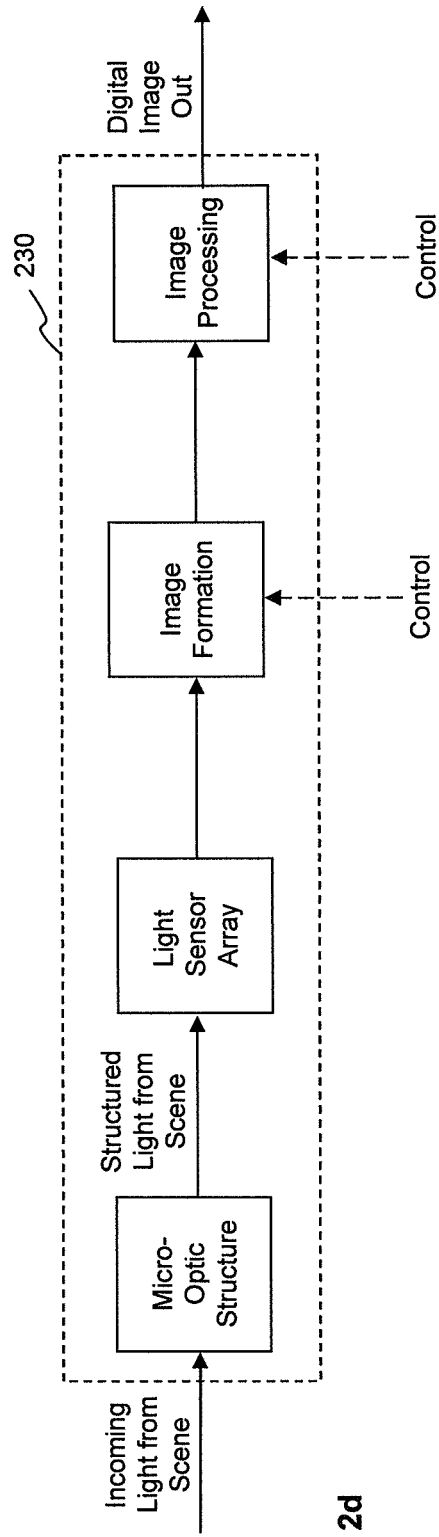 Incoming
Light from
Scene
Micro-
Optic
Structure
Structured
Light from
Scene
Light
Sensor
Array
Image
Formation
Control
Image
Processing
Control
230
Digital
Image
Out
2d